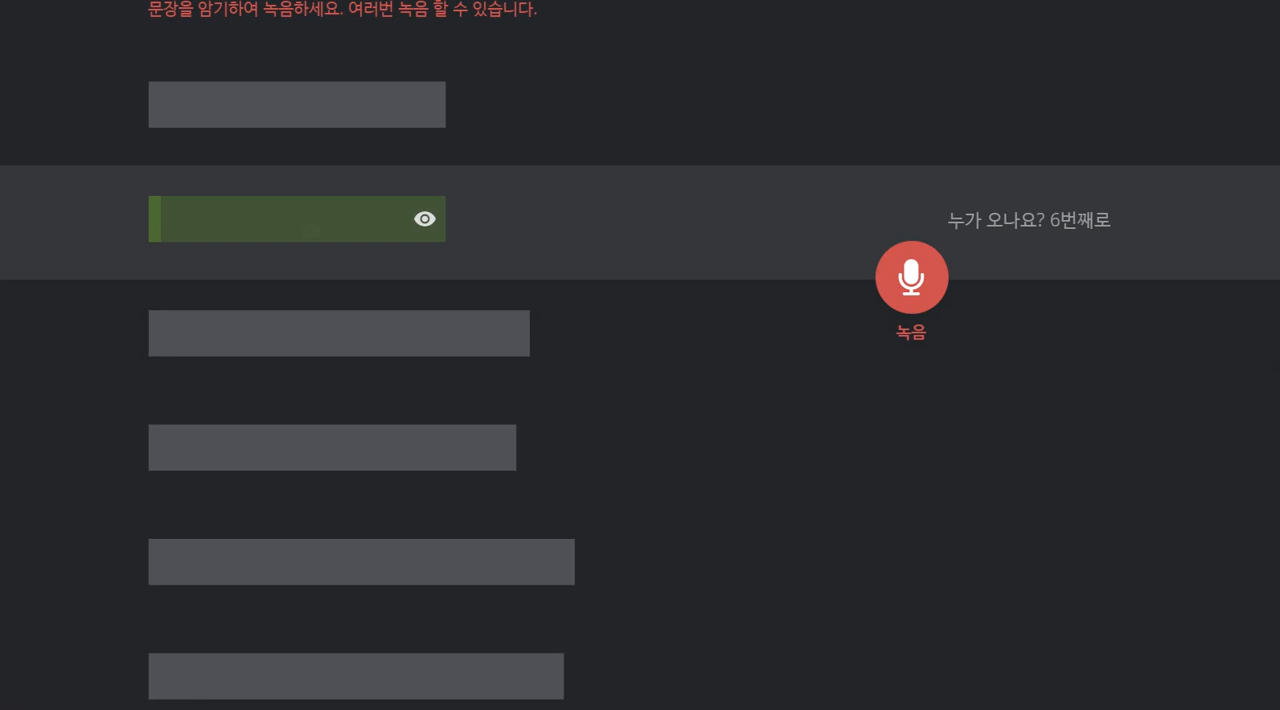 문장을 암기하여 녹음하세요. 여러번 녹음 할 수 있습니다.
누가 오나요? 6번째로
녹음